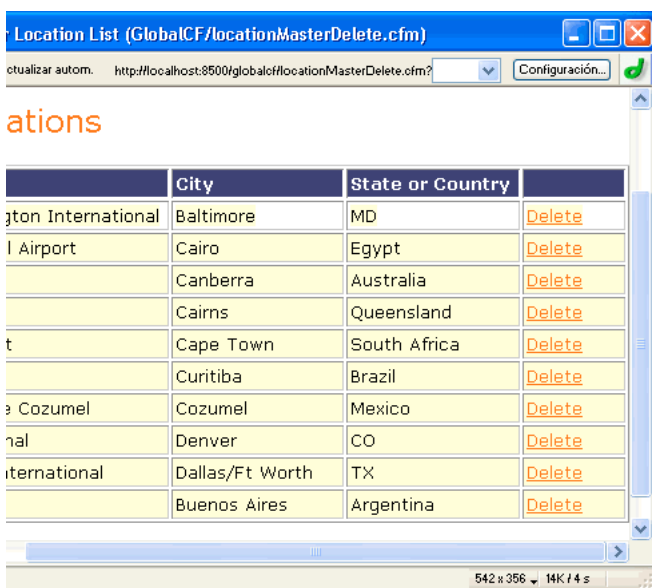 Location List (GlobalCF/locationMasterDelete.cfm)
ctualizar autom. http://localhost:8500/globalcf/locationMasterDelete.cfm? Configuración...
ations
City State or Country
gton International Baltimore MD Delete
l Airport Cairo Egypt Delete
Canberra Australia Delete
Cairns Queensland Delete
t Cape Town South Africa Delete
Curitiba Brazil Delete
e Cozumel Cozumel Mexico Delete
nal Denver CO Delete
ternational Dallas/Ft Worth TX Delete
Buenos Aires Argentina Delete
542 x 356 14K / 4 s